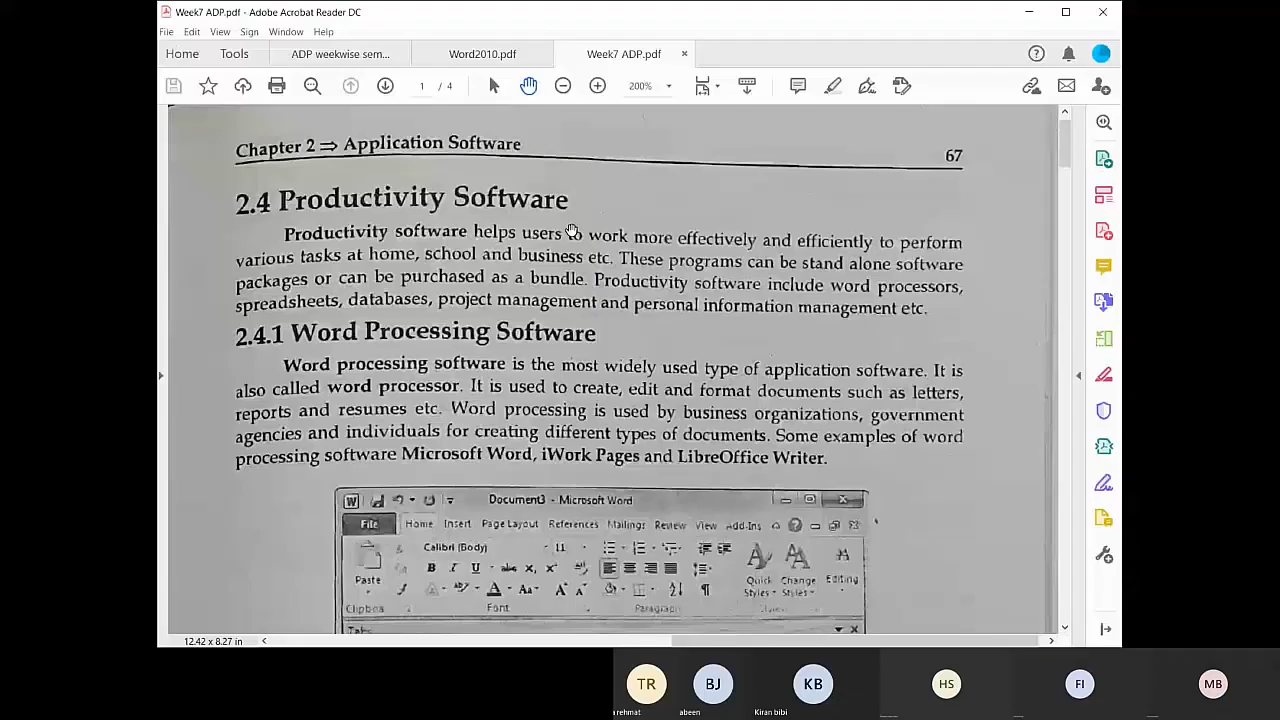 Week7 ADP.pdf - Adobe Acrobat Reader DC
File Edit View Sign Window Help
Home Tools ADP weekwise sem... Word2010.pdf Week7 ADP.pdf ×
1 / 4 200%
Chapter 2 ⇒ Application Software 67
2.4 Productivity Software
Productivity software helps users to work more effectively and efficiently to perform
various tasks at home, school and business etc. These programs can be stand alone software
packages or can be purchased as a bundle. Productivity software include word processors,
spreadsheets, databases, project management and personal information management etc.
2.4.1 Word Processing Software
Word processing software is the most widely used type of application software. It is
also called word processor. It is used to create, edit and format documents such as letters,
reports and resumes etc. Word processing is used by business organizations, government
agencies and individuals for creating different types of documents. Some examples of word
processing software Microsoft Word, iWork Pages and LibreOffice Writer.
Document3 - Microsoft Word
File Home Insert Page Layout References Mailings Review View Add-Ins
Calibri (Body) 11
Paste B I U abc Quick Styles Change Styles Editing
Clipboa Font Paragraph
12.42 x 8.27 in
TR BJ KB HS FI MB
a rehmat abeen Kiran bibi